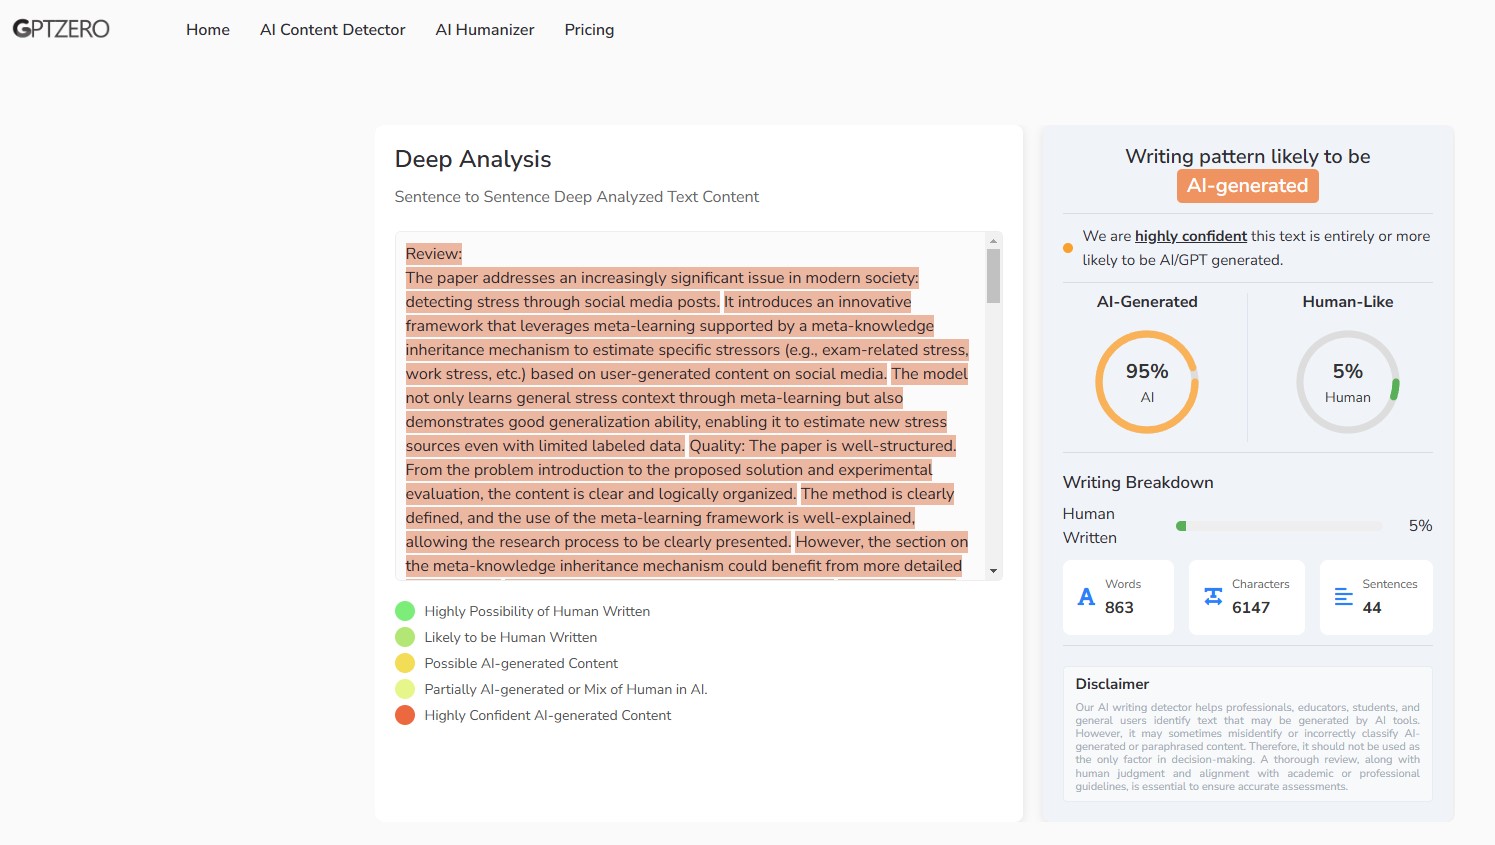 GPTZERO
Home
AI Content Detector
AI Humanizer
Pricing
Deep Analysis
Sentence to Sentence Deep Analyzed Text Content
Review:
The paper addresses an increasingly significant issue in modern society:
detecting stress through social media posts. It introduces an innovative
framework that leverages meta-learning supported by a meta-knowledge
inheritance mechanism to estimate specific stressors (e.g., exam-related stress,
work stress, etc.) based on user-generated content on social media. The model
not only learns general stress context through meta-learning but also
demonstrates good generalization ability, enabling it to estimate new stress
sources even with limited labeled data. Quality: The paper is well-structured.
From the problem introduction to the proposed solution and experimental
evaluation, the content is clear and logically organized. The method is clearly
defined, and the use of the meta-learning framework is well-explained,
allowing the research process to be clearly presented. However, the section on
the meta-knowledge inheritance mechanism could benefit from more detailed
Highly Possibility of Human Written
Likely to be Human Written
Possible AI-generated Content
Partially AI-generated or Mix of Human in AI.
Highly Confident AI-generated Content
Writing pattern likely to be
AI-generated
We are highly confident this text is entirely or more
likely to be AI/GPT generated.
AI-Generated
95%
AI
Human-Like
5%
Human
Writing Breakdown
Human
Written
5%
Words
863
Characters
6147
Sentences
44
Disclaimer
Our AI writing detector helps professionals, educators, students, and
general users identify text that may be generated by AI tools.
However, it may sometimes misidentify or incorrectly classify AI-
generated or paraphrased content. Therefore, it should not be used as
the only factor in decision-making. A thorough review, along with
human judgment and alignment with academic or professional
guidelines, is essential to ensure accurate assessments.